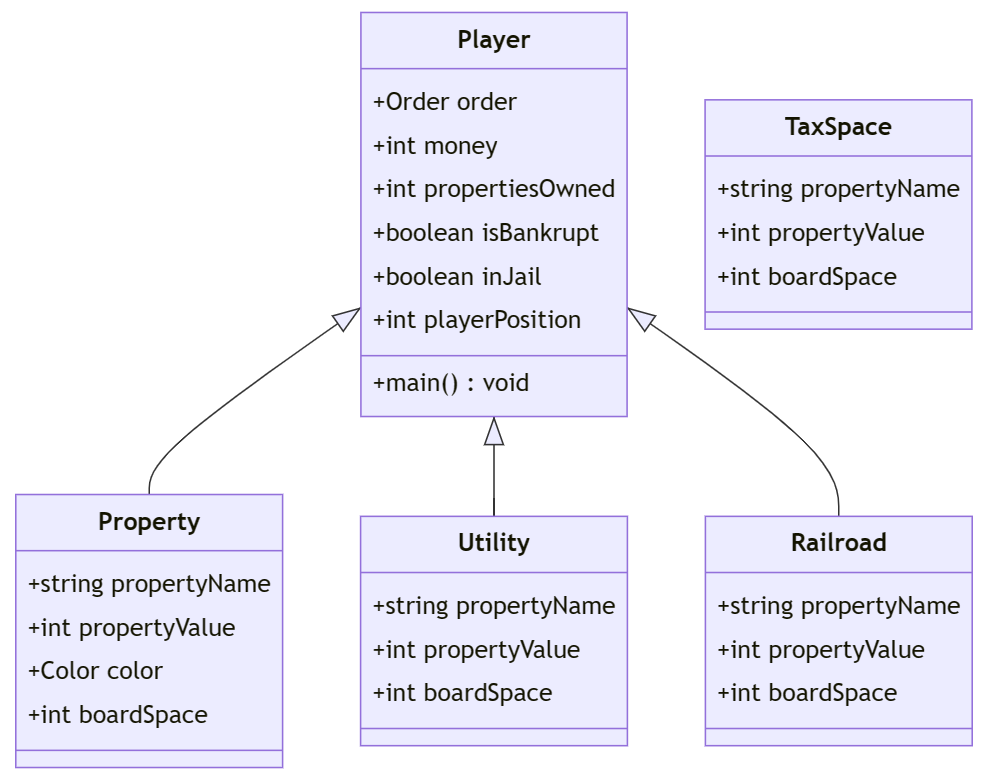 Player
+Order order
+int money
+int propertiesOwned
+boolean isBankrupt
+boolean inJail
+int playerPosition
+main() : void
TaxSpace
+string propertyName
+int propertyValue
+int boardSpace
Property
+string propertyName
+int propertyValue
+Color color
+int boardSpace
Utility
+string propertyName
+int propertyValue
+int boardSpace
Railroad
+string propertyName
+int propertyValue
+int boardSpace